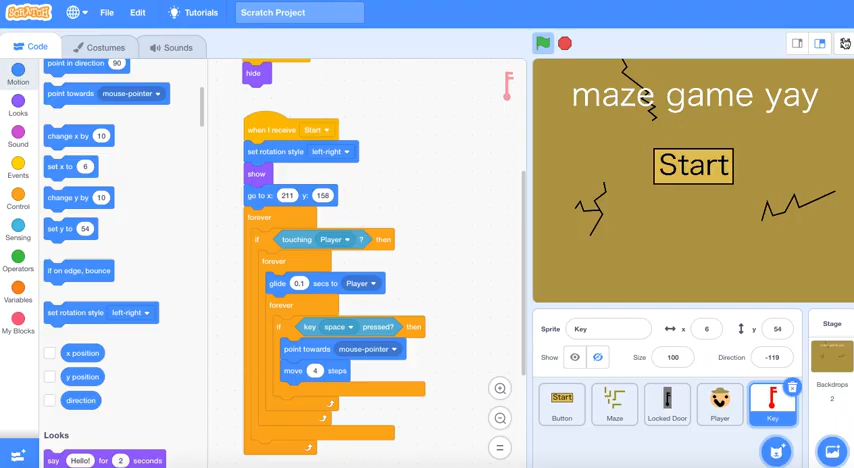 SCRATCH File Edit Tutorials Scratch Project
Code Costumes Sounds
Motion
Looks
Sound
Events
Control
Sensing
Operators
Variables
My Blocks
point in direction 90
point towards mouse-pointer
change x by 10
set x to 6
change y by 10
set y to 54
if on edge, bounce
set rotation style left-right
x position
y position
direction
Looks
say Hello! for 2 seconds
hide
when I receive Start
set rotation style left-right
show
go to x: 211 y: 158
forever
if touching Player ? then
forever
glide 0.1 secs to Player
forever
if key space pressed? then
point towards mouse-pointer
move 4 steps
maze game yay
Start
Sprite Key x 6 y 54
Show Size 100 Direction -119
Start
Button Maze Locked Door Player Key
Stage
Backdrops
2